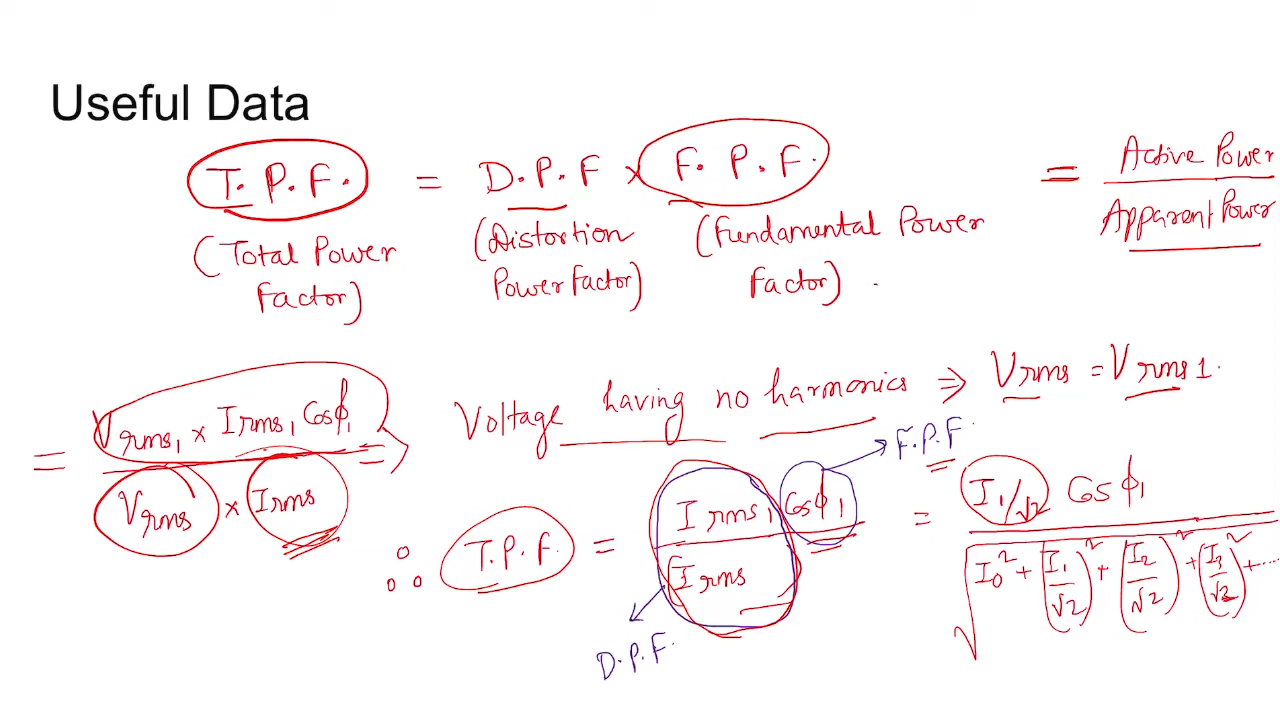 Useful Data
T.P.F. = D.P.F × F.P.F. = Active Power / Apparent Power
(Total Power Factor) (Distortion Power Factor) (Fundamental Power Factor).
= Vrms₁ × Irms₁ Cosϕ₁ / Vrms × Irms ⇒ Voltage having no harmonics ⇒ Vrms = Vrms1.
∴ T.P.F. = Irms₁ Cosϕ₁ / Irms = I₁/√2 Cosϕ₁ / √I₀² + (I₁/√2)² + (I₂/√2)² + (I₃/√2)² + ....
F.P.F.
D.P.F.